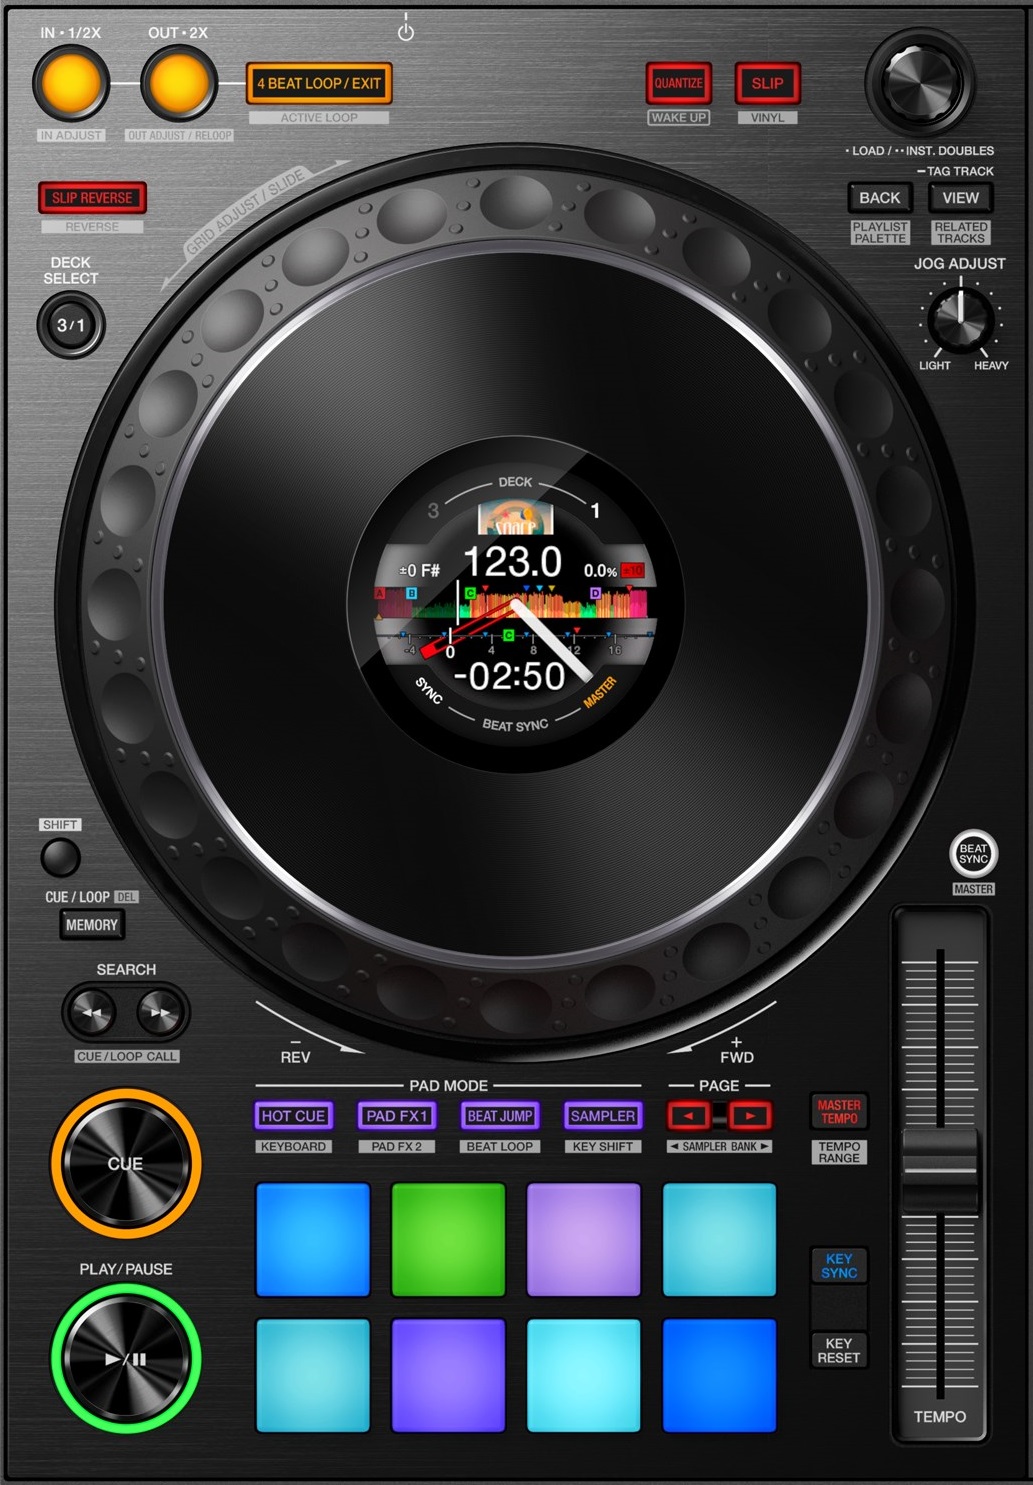 IN • 1/2X
OUT • 2X
4 BEAT LOOP / EXIT
IN ADJUST
OUT ADJUST / RELOOP
ACTIVE LOOP
QUANTIZE
SLIP
WAKE UP
VINYL
• LOAD / •• INST. DOUBLES
━ TAG TRACK
BACK
VIEW
PLAYLIST
PALETTE
RELATED
TRACKS
SLIP REVERSE
REVERSE
GRID ADJUST / SLIDE
DECK
SELECT
3/1
JOG ADJUST
LIGHT
HEAVY
DECK
3
1
123.0
±0 F#
0.0%
±10
A
B
C
D
C
-4
0
4
8
12
16
-02:50
SYNC
MASTER
BEAT SYNC
SHIFT
CUE / LOOP
DEL
MEMORY
BEAT
SYNC
MASTER
SEARCH
◄◄
►►
CUE / LOOP CALL
−
REV
+
FWD
PAD MODE
PAGE
HOT CUE
PAD FX1
BEAT JUMP
SAMPLER
◄
►
KEYBOARD
PAD FX 2
BEAT LOOP
KEY SHIFT
◄ SAMPLER BANK ►
MASTER
TEMPO
TEMPO
RANGE
CUE
PLAY / PAUSE
►/❚❚
KEY
SYNC
KEY
RESET
TEMPO